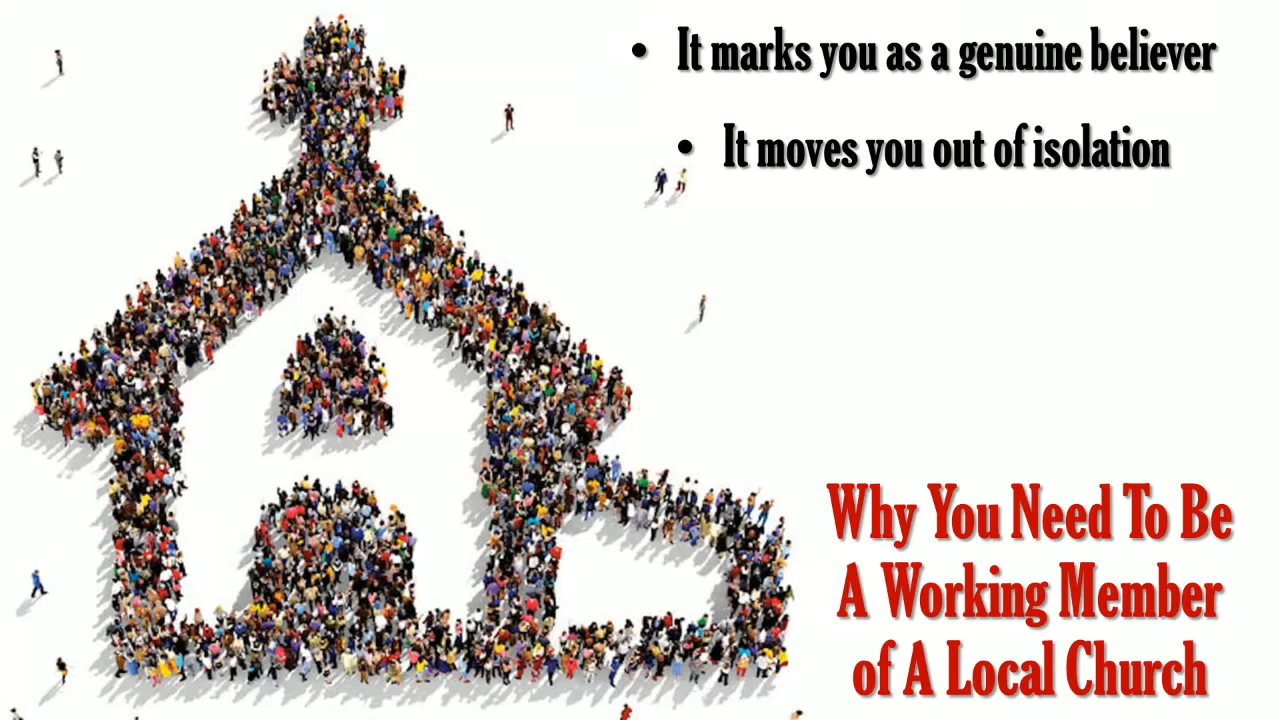 • It marks you as a genuine believer
• It moves you out of isolation
Why You Need To Be
A Working Member
of A Local Church